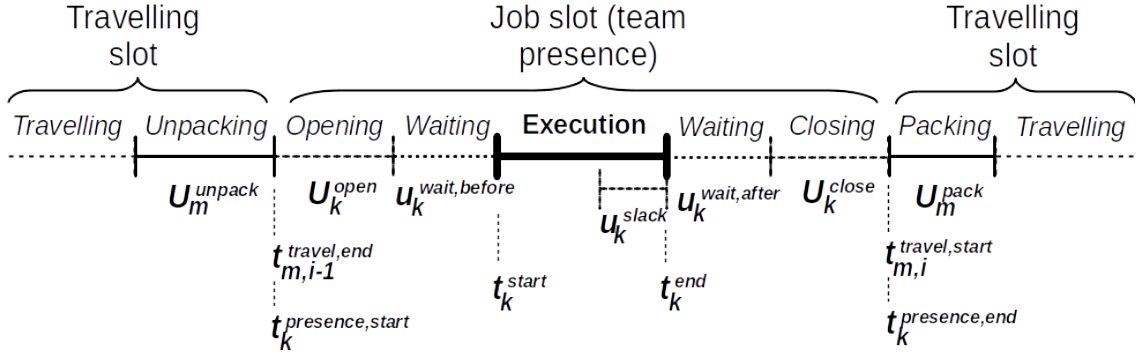 Travelling slot
Job slot (team presence)
Travelling slot
Travelling Unpacking Opening Waiting Execution Waiting Closing Packing Travelling
U_m^unpack U_k^open u_k^wait,before u_k^slack u_k^wait,after U_k^close U_m^pack
t_m,i-1^travel,end t_k^start t_k^end t_m,i^travel,start
t_k^presence,start t_k^presence,end